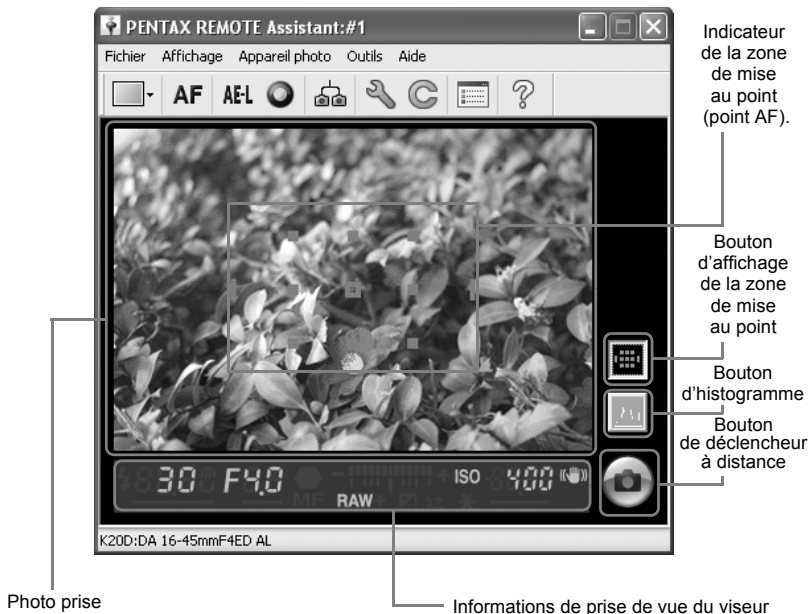 PENTAX REMOTE Assistant:#1
Fichier Affichage Appareil photo Outils Aide
AF AE-L
Indicateur
de la zone
de mise
au point
(point AF).
Bouton
d'affichage
de la zone
de mise
au point
Bouton
d'histogramme
Bouton
de déclencheur
à distance
30 F4.0 - + ISO 400
MF RAW
K20D:DA 16-45mmF4ED AL
Photo prise
Informations de prise de vue du viseur